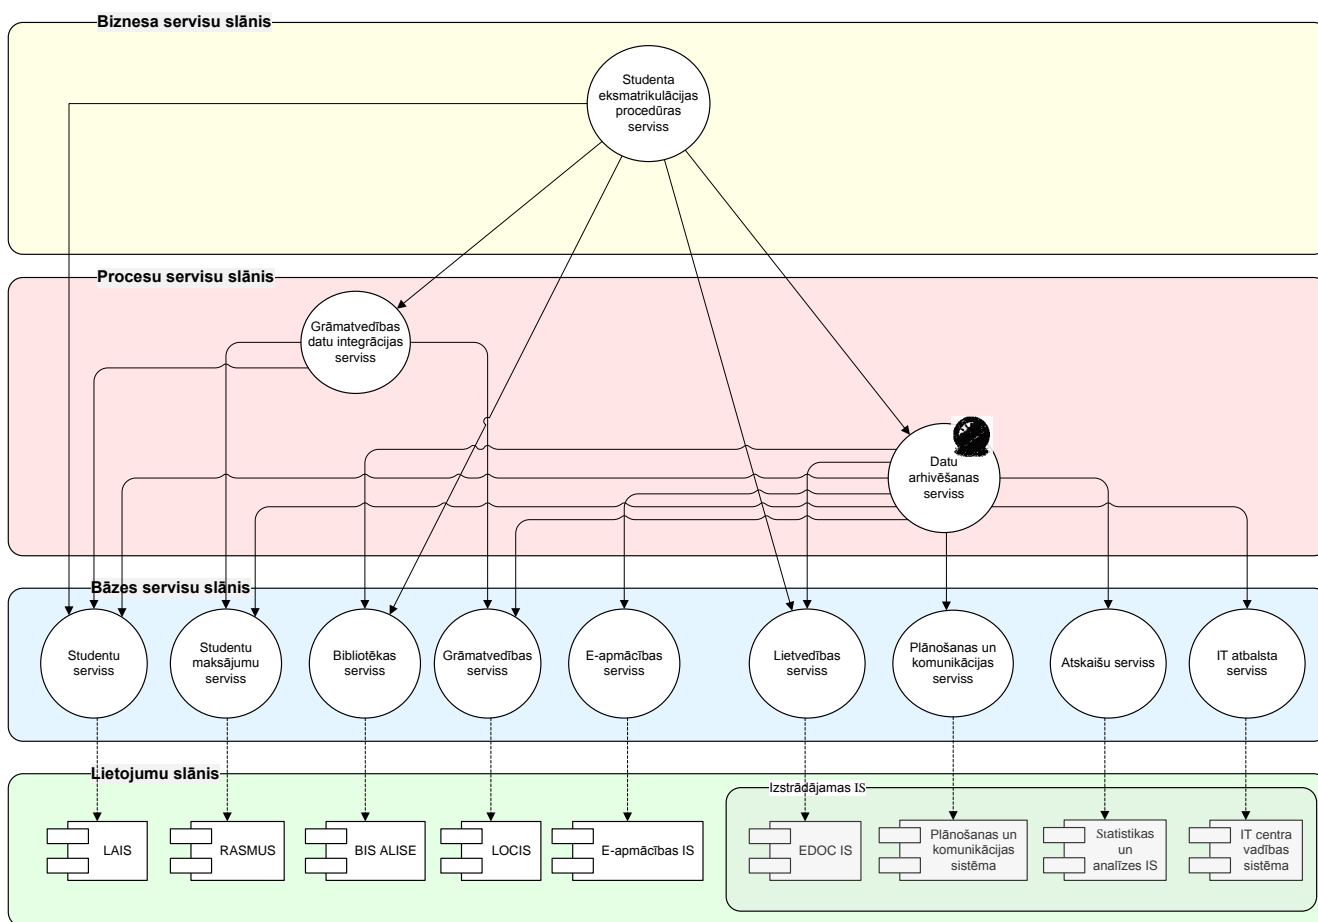 Biznesa servisu slānis
Studenta
eksmatrikulācijas
procedūras
serviss
Procesu servisu slānis
Grāmatvedības
datu integrācijas
serviss
Datu
arhivēšanas
serviss
Bāzes servisu slānis
Studentu
serviss
Studentu
maksājumu
serviss
Bibliotēkas
serviss
Grāmatvedības
serviss
E-apmācības
serviss
Lietvedības
serviss
Plānošanas un
komunikācijas
serviss
Atskaišu serviss
IT atbalsta
serviss
Lietojumu slānis
Izstrādājamas IS
LAIS
RASMUS
BIS ALISE
LOCIS
E-apmācības IS
EDOC IS
Plānošanas un
komunikācijas
sistēma
Statistikas
un
analīzes IS
IT centra
vadības
sistēma